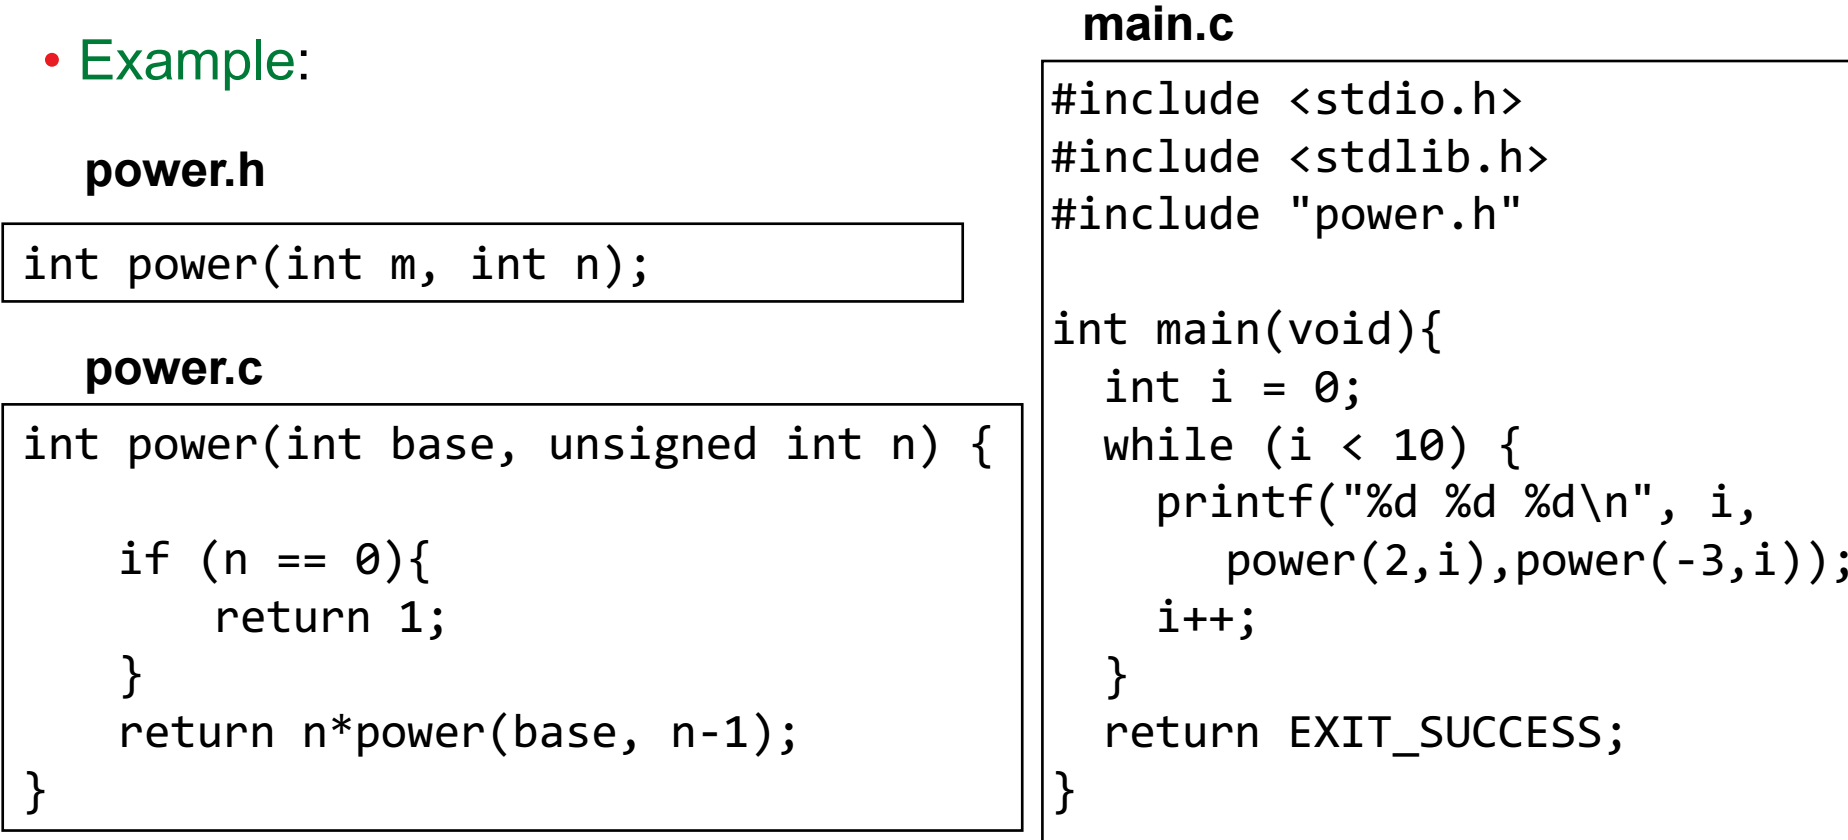 • Example:
power.h
int power(int m, int n);
power.c
int power(int base, unsigned int n) {
if (n == 0){
return 1;
}
return n*power(base, n-1);
}
main.c
#include <stdio.h>
#include <stdlib.h>
#include "power.h"
int main(void){
int i = 0;
while (i < 10) {
printf("%d %d %d\n", i,
power(2,i),power(-3,i));
i++;
}
return EXIT_SUCCESS;
}